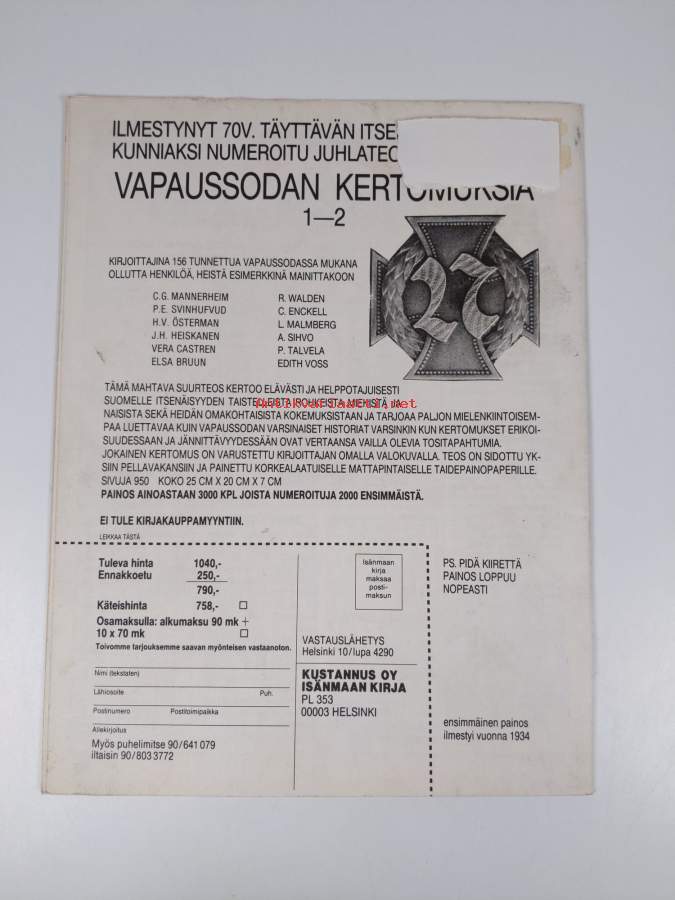 ILMESTYNYT 70V. TÄYTTÄVÄN
KUNNIAKSI NUMEROITU
VAPAUSSODAN KERTOMUKSIA
1—2
27
KIRJOITTAJINA 156 TUNNETTUA VAPAUSSODASSA MUKANA
OLLUTTA HENKILÖÄ, HEISTÄ ESIMERKKINÄ MAINITTAKOON
C.G. MANNERHEIM
P.E. SVINHUFVUD
H.V. ÖSTERMAN
J.H. HEISKANEN
VERA CASTREN
ELSA BRUUN
R. WALDEN
C. ENCKELL
L. MALMBERG
A. SIHVO
P. TALVELA
EDITH VOSS
TÄMÄ MAHTAVA SUURTEOS KERTOO ELÄVÄSTI JA HELPPOTAJUISESTI
SUOMELLE ITSENÄISYYDEN TAISTELLEISTA ROHKEISTA MIEHISTÄ JA
Antikvariaatti.net
NAISISTA SEKÄ HEIDÄN OMAKOHTAISISTA KOKEMUKSISTAAN JA TARJOAA PALJON MIELENKIINTOISEM-
PAA LUETTAVAA KUIN VAPAUSSODAN VARSINAISET HISTORIAT VARSINKIN KUN KERTOMUKSET ERIKOI-
SUUDESSAAN JA JÄNNITTÄVYYDESSÄÄN OVAT VERTAANSA VAILLA OLEVIA TOSITAPAHTUMIA.
JOKAINEN KERTOMUS ON VARUSTETTU KIRJOITTAJAN OMALLA VALOKUVALLA. TEOS ON SIDOTTU YK-
SIIN PELLAVAKANSIIN JA PAINETTU KORKEALAATUISELLE MATTAPINTAISELLE TAIDEPAINOPAPERILLE.
SIVUJA 950 KOKO 25 CM X 20 CM X 7 CM
PAINOS AINOASTAAN 3000 KPL JOISTA NUMEROITUJA 2000 ENSIMMÄISTÄ.
EI TULE KIRJAKAUPPAMYYNTIIN.
LEIKKAA TÄSTÄ
Tuleva hinta 1040,-
Ennakkoetu 250,-
790,-
Käteishinta 758,-
Osamaksulla: alkumaksu 90 mk +
10 x 70 mk
Toivomme tarjouksemme saavan myönteisen vastaanoton.
Nimi (tekstaten)
Lähiosoite Puh.
Postinumero Postitoimipaikka
Allekirjoitus
Myös puhelimitse 90/641 079
iltaisin 90/803 3772
Isänmaan
kirja
maksaa
posti-
maksun
VASTAUSLÄHETYS
Helsinki 10/lupa 4290
KUSTANNUS OY
ISÄNMAAN KIRJA
PL 353
00003 HELSINKI
PS. PIDÄ KIIRETTÄ
PAINOS LOPPUU
NOPEASTI
ensimmäinen painos
ilmestyi vuonna 1934